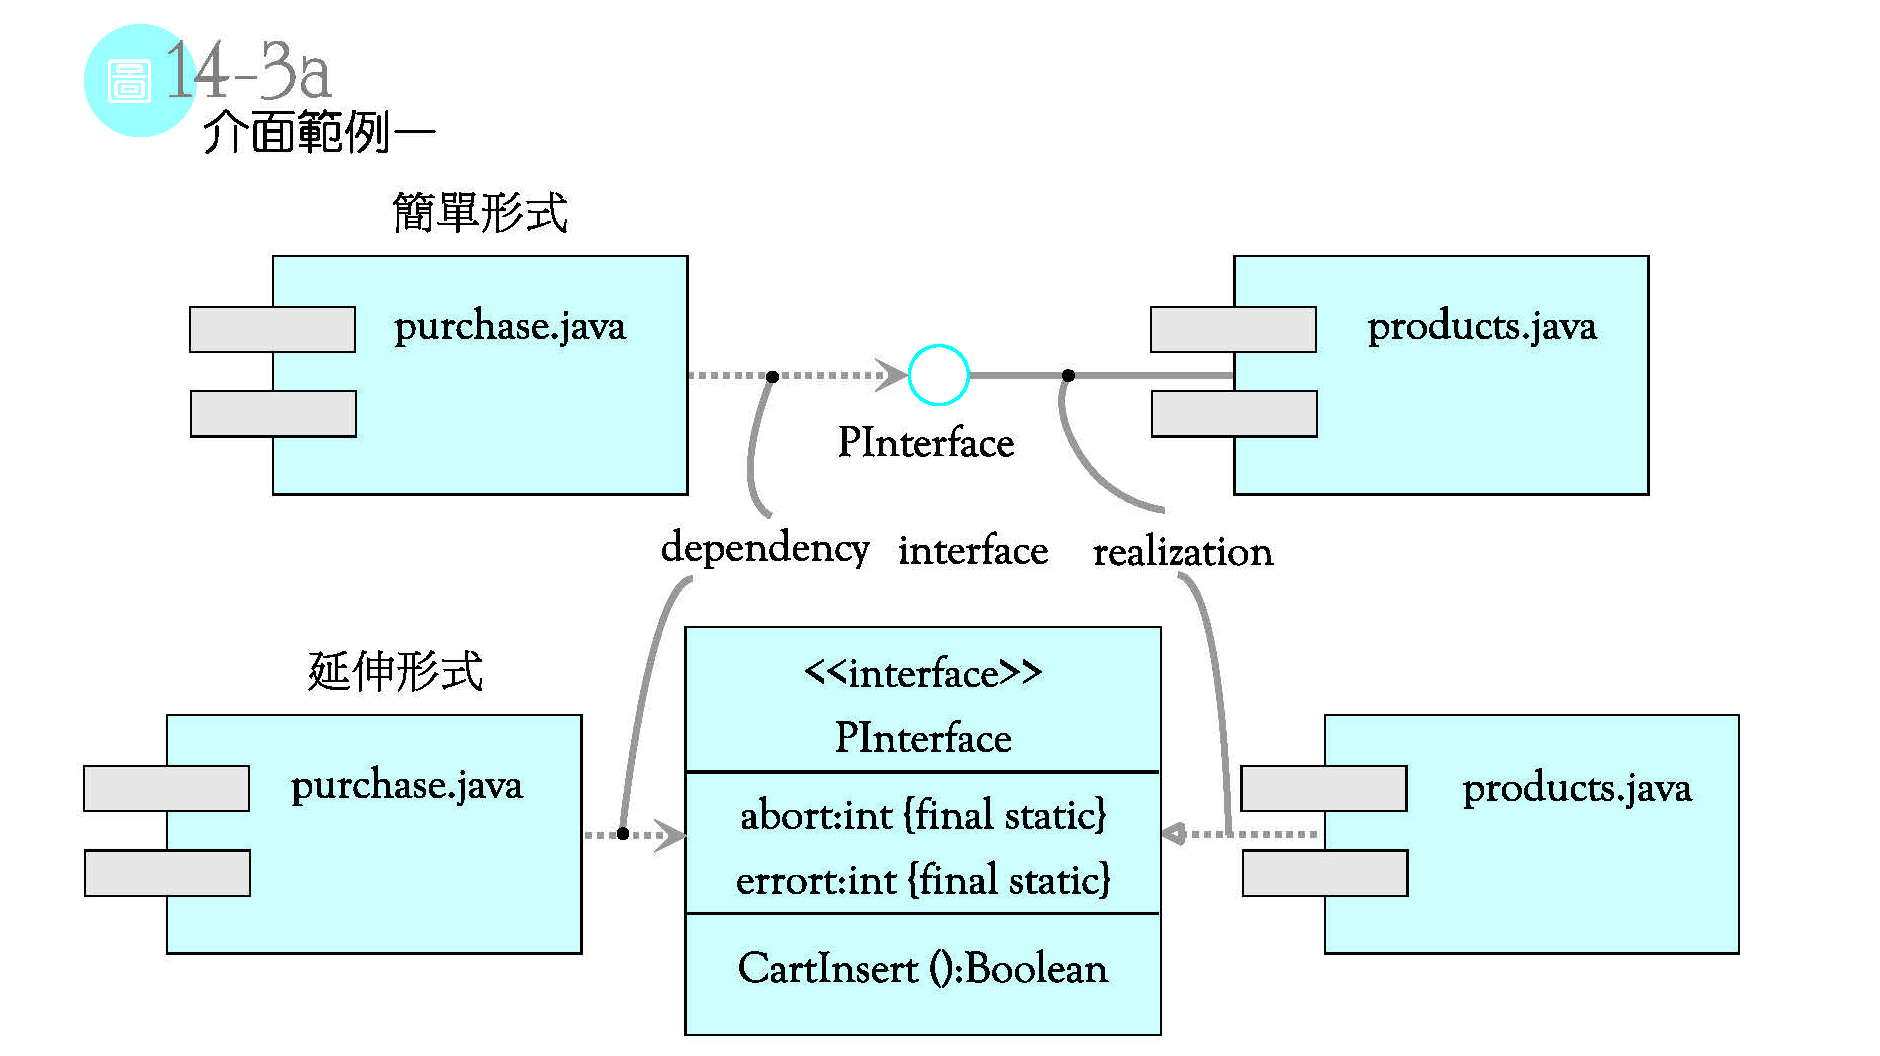 圖 14-3a
介面範例一
簡單形式
purchase.java
products.java
PInterface
dependency interface realization
延伸形式
<<interface>>
PInterface
purchase.java
products.java
abort:int {final static}
errort:int {final static}
CartInsert ():Boolean